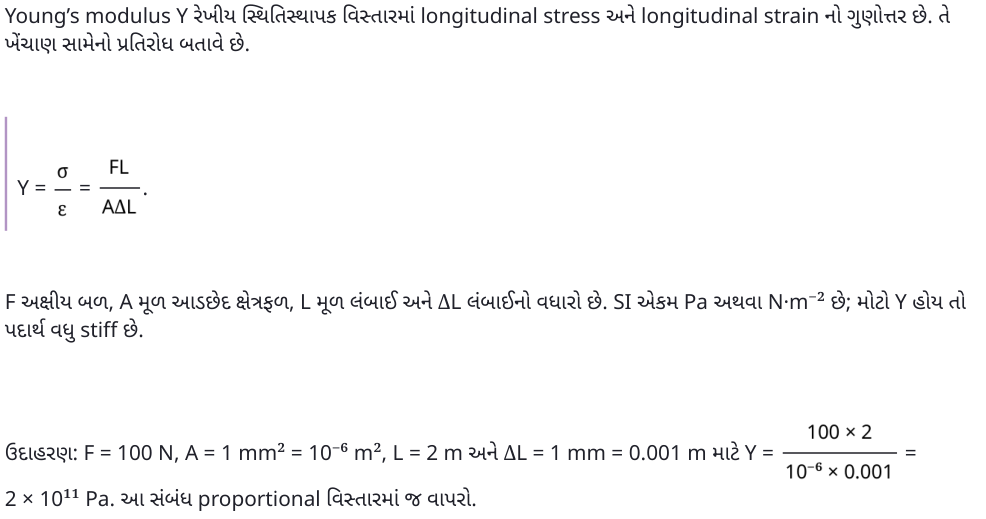 Young’s modulus Y રેખીય સ્થિતિસ્થાપક વિસ્તારમાં longitudinal stress અને longitudinal strain નો ગુણોત્તર છે. તે
ખેંચાણ સામેનો પ્રતિરોધ બતાવે છે.
Y = σ/ε = FL/AΔL.
F અક્ષીય બળ, A મૂળ આડછેદ ક્ષેત્રફળ, L મૂળ લંબાઈ અને ΔL લંબાઈનો વધારો છે. SI એકમ Pa અથવા N·m⁻² છે; મોટો Y હોય તો
પદાર્થ વધુ stiff છે.
ઉદાહરણ: F = 100 N, A = 1 mm² = 10⁻⁶ m², L = 2 m અને ΔL = 1 mm = 0.001 m માટે Y = 100 × 2/10⁻⁶ × 0.001 =
2 × 10¹¹ Pa. આ સંબંધ proportional વિસ્તારમાં જ વાપરો.